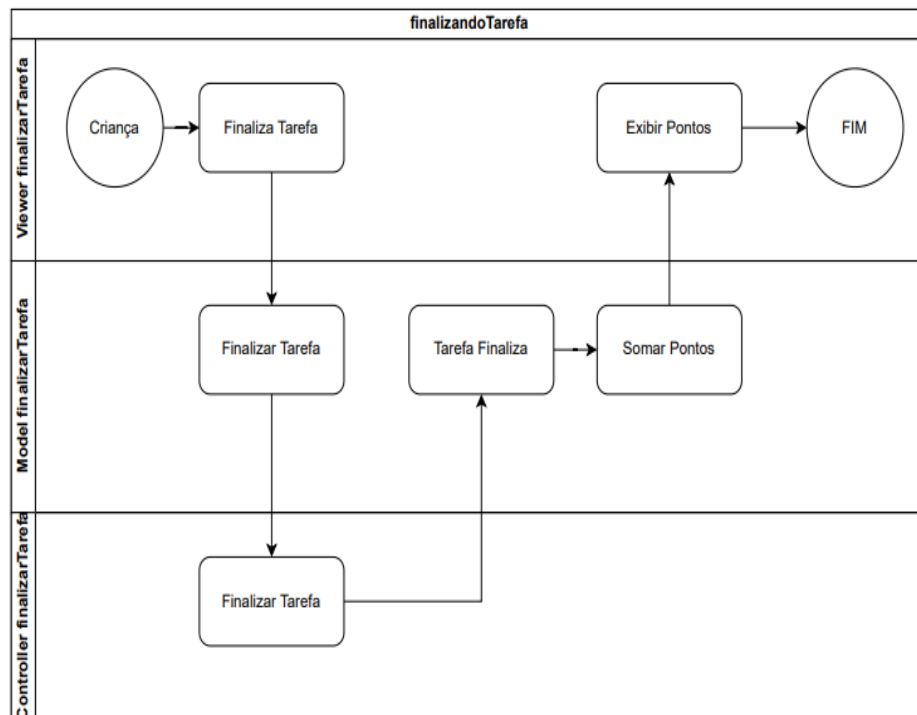 finalizandoTarefa
Viewer finalizarTarefa
Criança
Finaliza Tarefa
Exibir Pontos
FIM
Model finalizarTarefa
Finalizar Tarefa
Tarefa Finaliza
Somar Pontos
Controller finalizarTarefa
Finalizar Tarefa